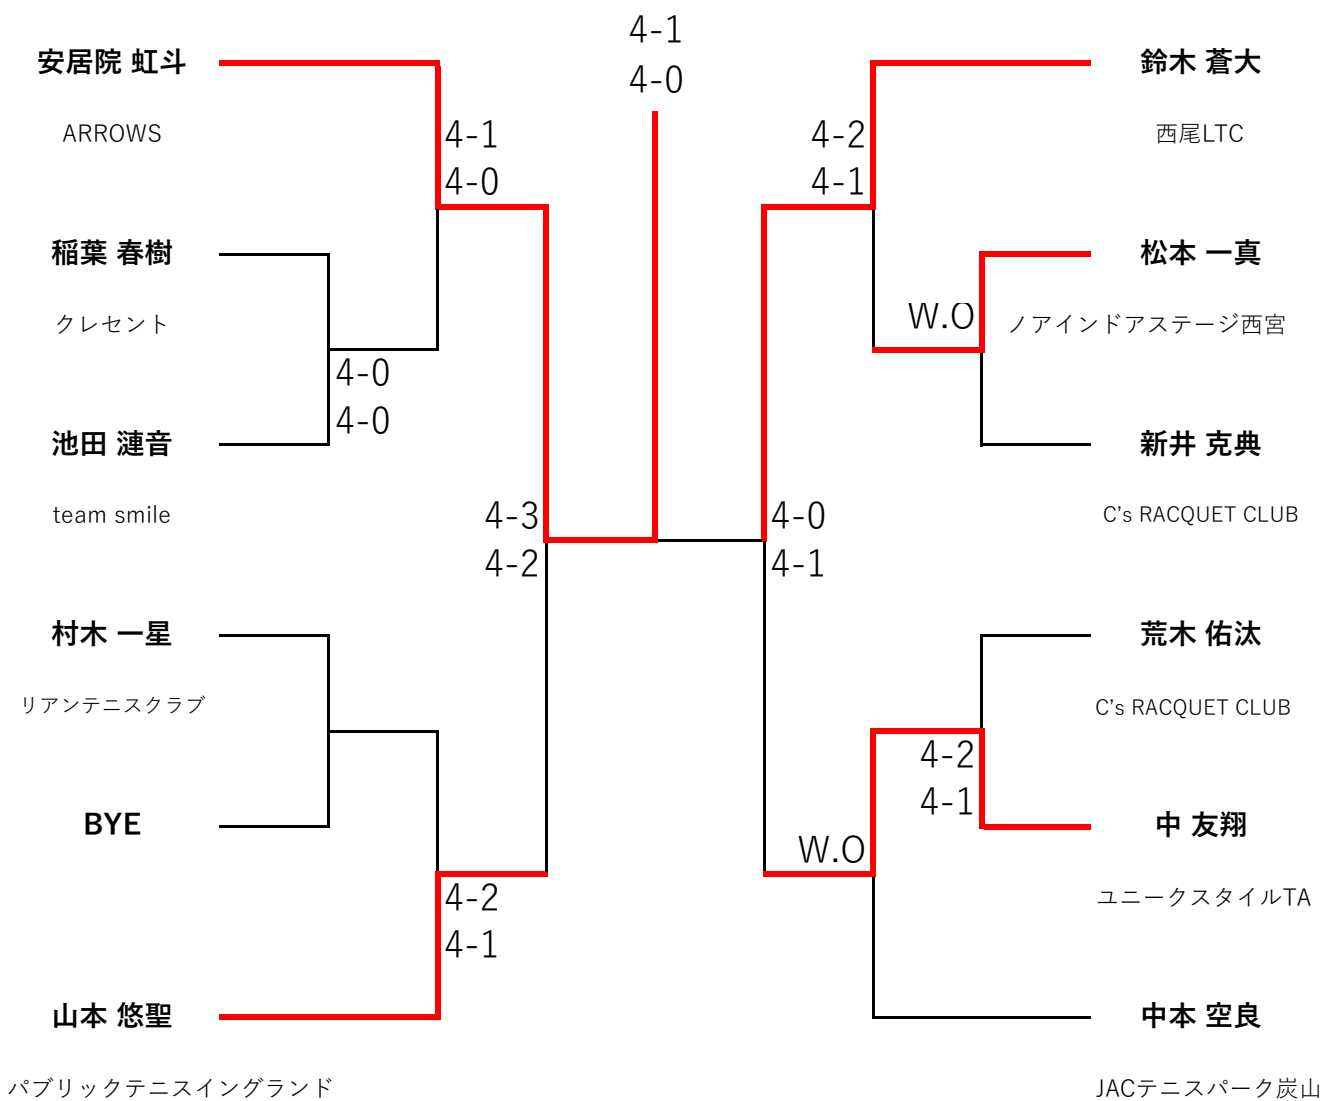 4-1
4-0
安居院 虹斗
ARROWS
4-1
4-0
稲葉 春樹
クレセント
4-0
4-0
池田 漣音
team smile
4-3
4-2
村木 一星
リアンテニスクラブ
BYE
4-2
4-1
山本 悠聖
パブリックテニスイングランド
鈴木 蒼大
西尾LTC
4-2
4-1
松本 一真
W.O
ノアインドアステージ西宮
新井 克典
C's RACQUET CLUB
4-0
4-1
荒木 佑汰
C's RACQUET CLUB
4-2
4-1
中 友翔
W.O
ユニークスタイルTA
中本 空良
JACテニスパーク炭山